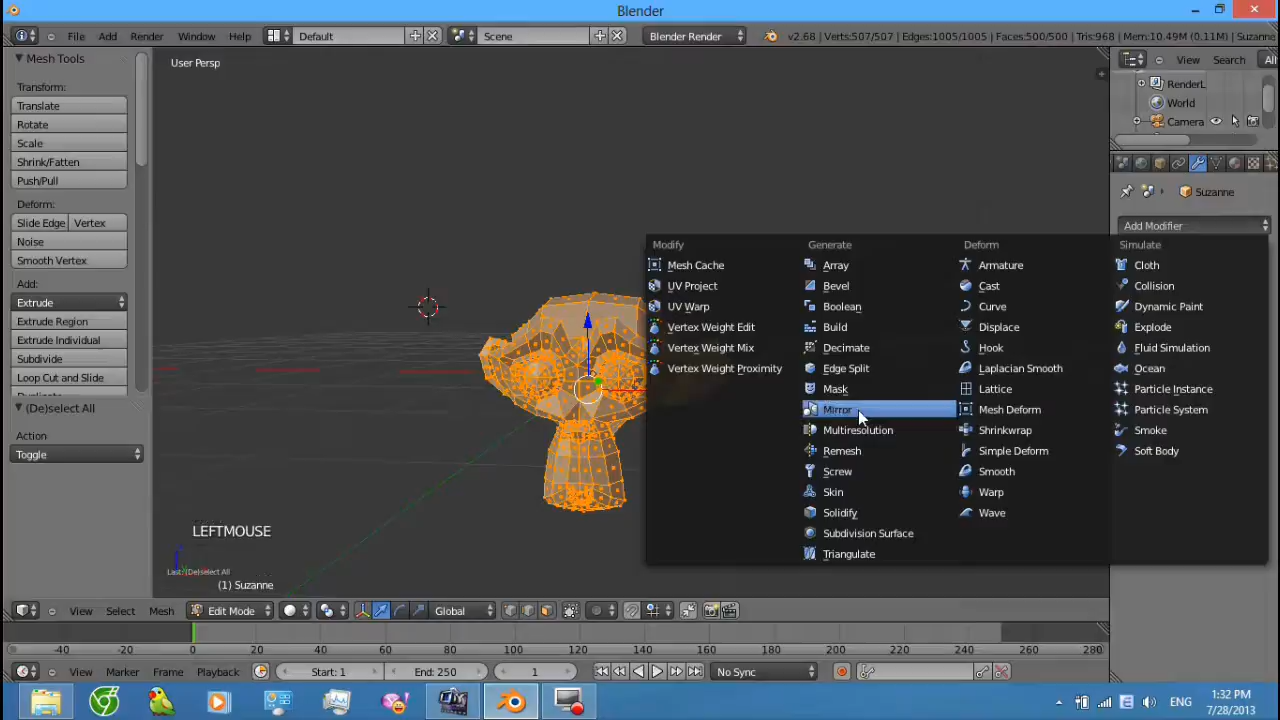 Blender
File Add Render Window Help Default Scene Blender Render v2.68 | Verts:507/507 | Edges:1005/1005 | Faces:500/500 | Tris:968 | Mem:10.49M (0.11M) | Suzanne
Mesh Tools
Transform:
Translate
Rotate
Scale
Shrink/Fatten
Push/Pull
Deform:
Slide Edge Vertex
Noise
Smooth Vertex
Add:
Extrude
Extrude Region
Extrude Individual
Subdivide
Loop Cut and Slide
Duplicate
(De)select All
Action
Toggle
User Persp
LEFTMOUSE
Last: (De)select All
(1) Suzanne
View Search All
RenderL
World
Camera
Suzanne
Add Modifier
Modify
Mesh Cache
UV Project
UV Warp
Vertex Weight Edit
Vertex Weight Mix
Vertex Weight Proximity
Generate
Array
Bevel
Boolean
Build
Decimate
Edge Split
Mask
Mirror
Multiresolution
Remesh
Screw
Skin
Solidify
Subdivision Surface
Triangulate
Deform
Armature
Cast
Curve
Displace
Hook
Laplacian Smooth
Lattice
Mesh Deform
Shrinkwrap
Simple Deform
Smooth
Warp
Wave
Simulate
Cloth
Collision
Dynamic Paint
Explode
Fluid Simulation
Ocean
Particle Instance
Particle System
Smoke
Soft Body
View Select Mesh Edit Mode Global
-40 -20 0 20 40 60 80 100 120 140 160 180 200 220 240 260 280
View Marker Frame Playback Start: 1 End: 250 1 No Sync
ENG
1:32 PM
7/28/2013